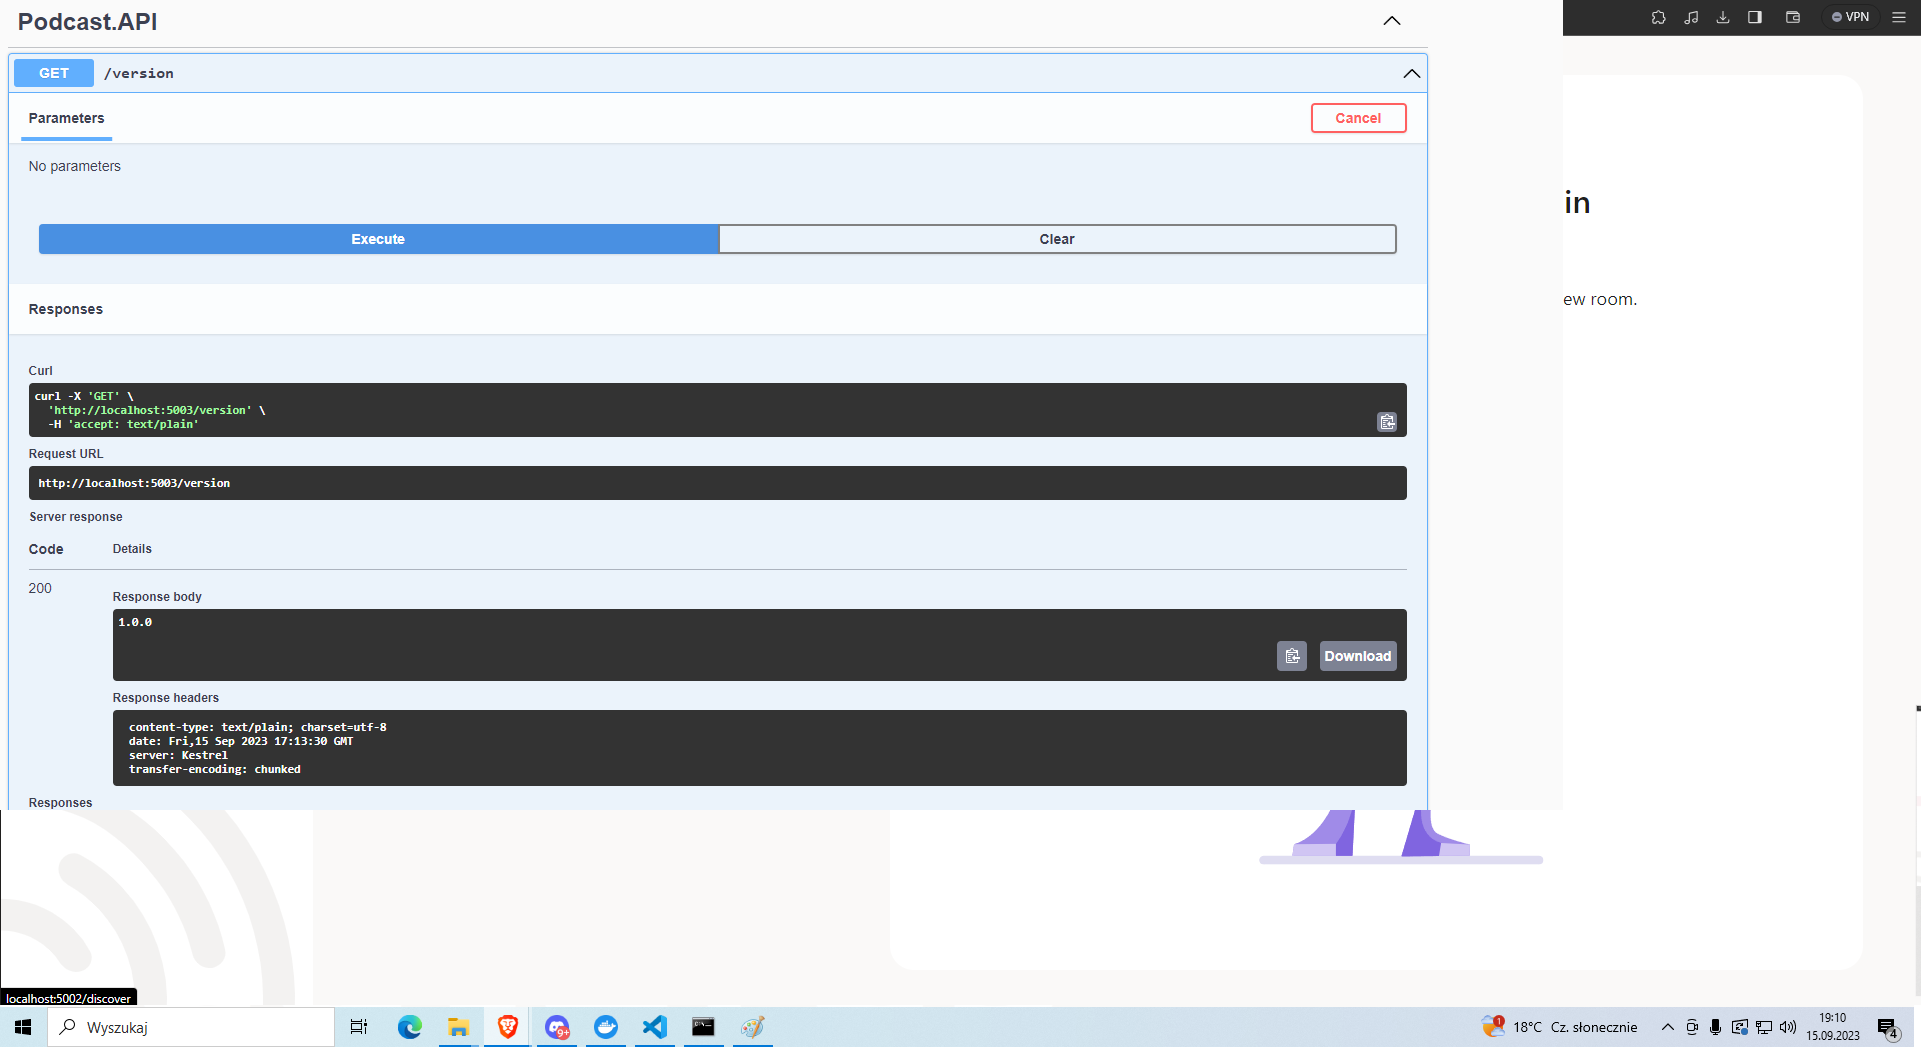 Podcast.API
VPN
GET /version
Parameters
Cancel
No parameters
in
Execute
Clear
ew room.
Responses
Curl
curl -X 'GET' \
'http://localhost:5003/version' \
-H 'accept: text/plain'
Request URL
http://localhost:5003/version
Server response
Code Details
200
Response body
1.0.0
Download
Response headers
content-type: text/plain; charset=utf-8
date: Fri,15 Sep 2023 17:13:30 GMT
server: Kestrel
transfer-encoding: chunked
Responses
localhost:5002/discover
Wyszukaj
9+
1
18°C Cz. słonecznie
19:10
15.09.2023
4